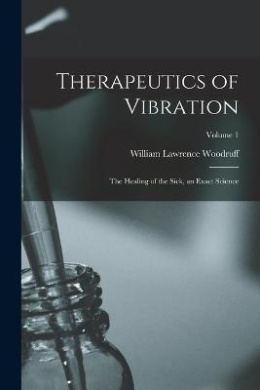 Therapeutics of
Vibration
William Lawrence Woodruff
The Healing of the Sick, an Exact Science
Volume 1